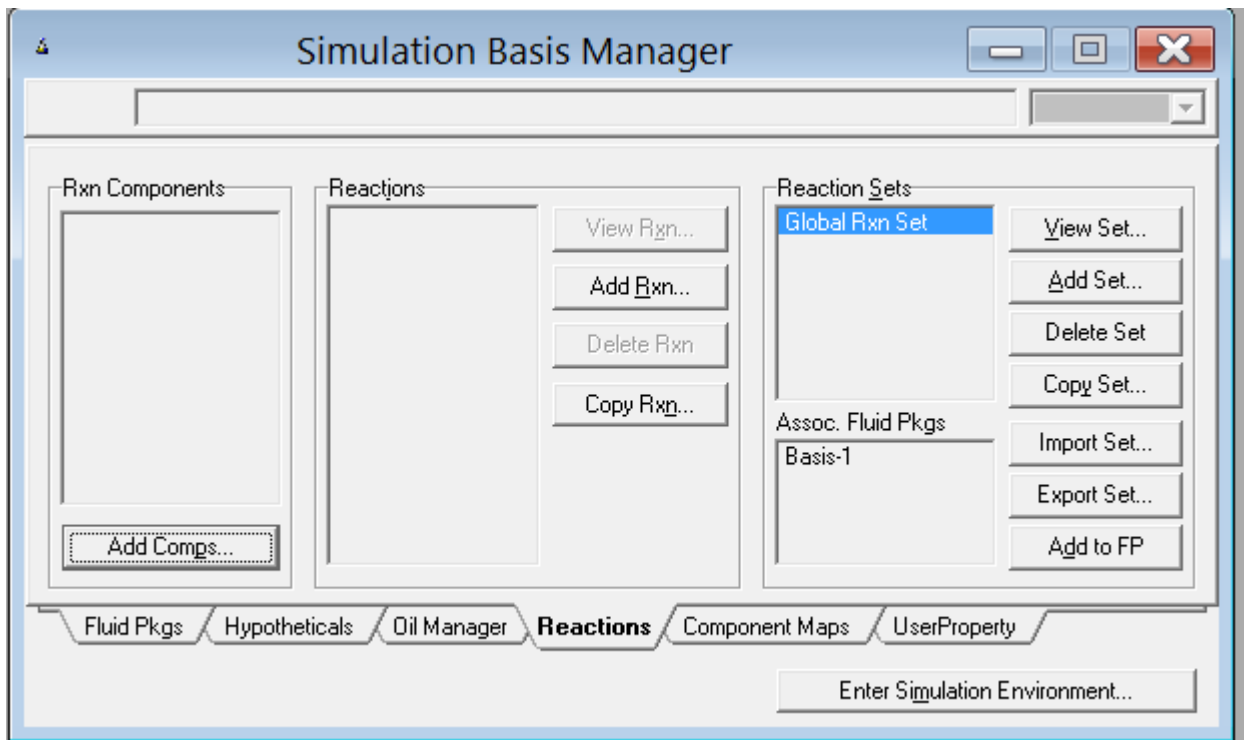 Simulation Basis Manager
Rxn Components
Add Comps...
Reactions
View Rxn...
Add Rxn...
Delete Rxn
Copy Rxn...
Reaction Sets
Global Rxn Set
View Set...
Add Set...
Delete Set
Copy Set...
Assoc. Fluid Pkgs
Basis-1
Import Set...
Export Set...
Add to FP
Fluid Pkgs Hypotheticals Oil Manager Reactions Component Maps UserProperty
Enter Simulation Environment...